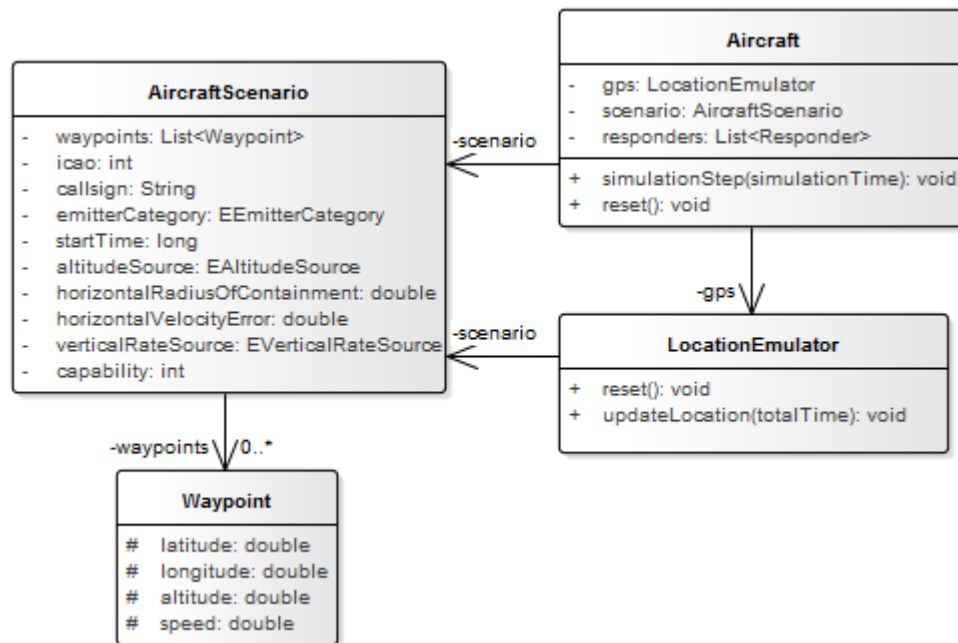 Aircraft
- gps: LocationEmulator
- scenario: AircraftScenario
- responders: List<Responder>
+ simulationStep(simulationTime): void
+ reset(): void
AircraftScenario
- waypoints: List<Waypoint>
- icao: int
- callsign: String
- emitterCategory: EEmitterCategory
- startTime: long
- altitudeSource: EAltitudeSource
- horizontalRadiusOfContainment: double
- horizontalVelocityError: double
- verticalRateSource: EVerticalRateSource
- capability: int
-scenario
-gps
-scenario
LocationEmulator
+ reset(): void
+ updateLocation(totalTime): void
-waypoints 0..*
Waypoint
# latitude: double
# longitude: double
# altitude: double
# speed: double